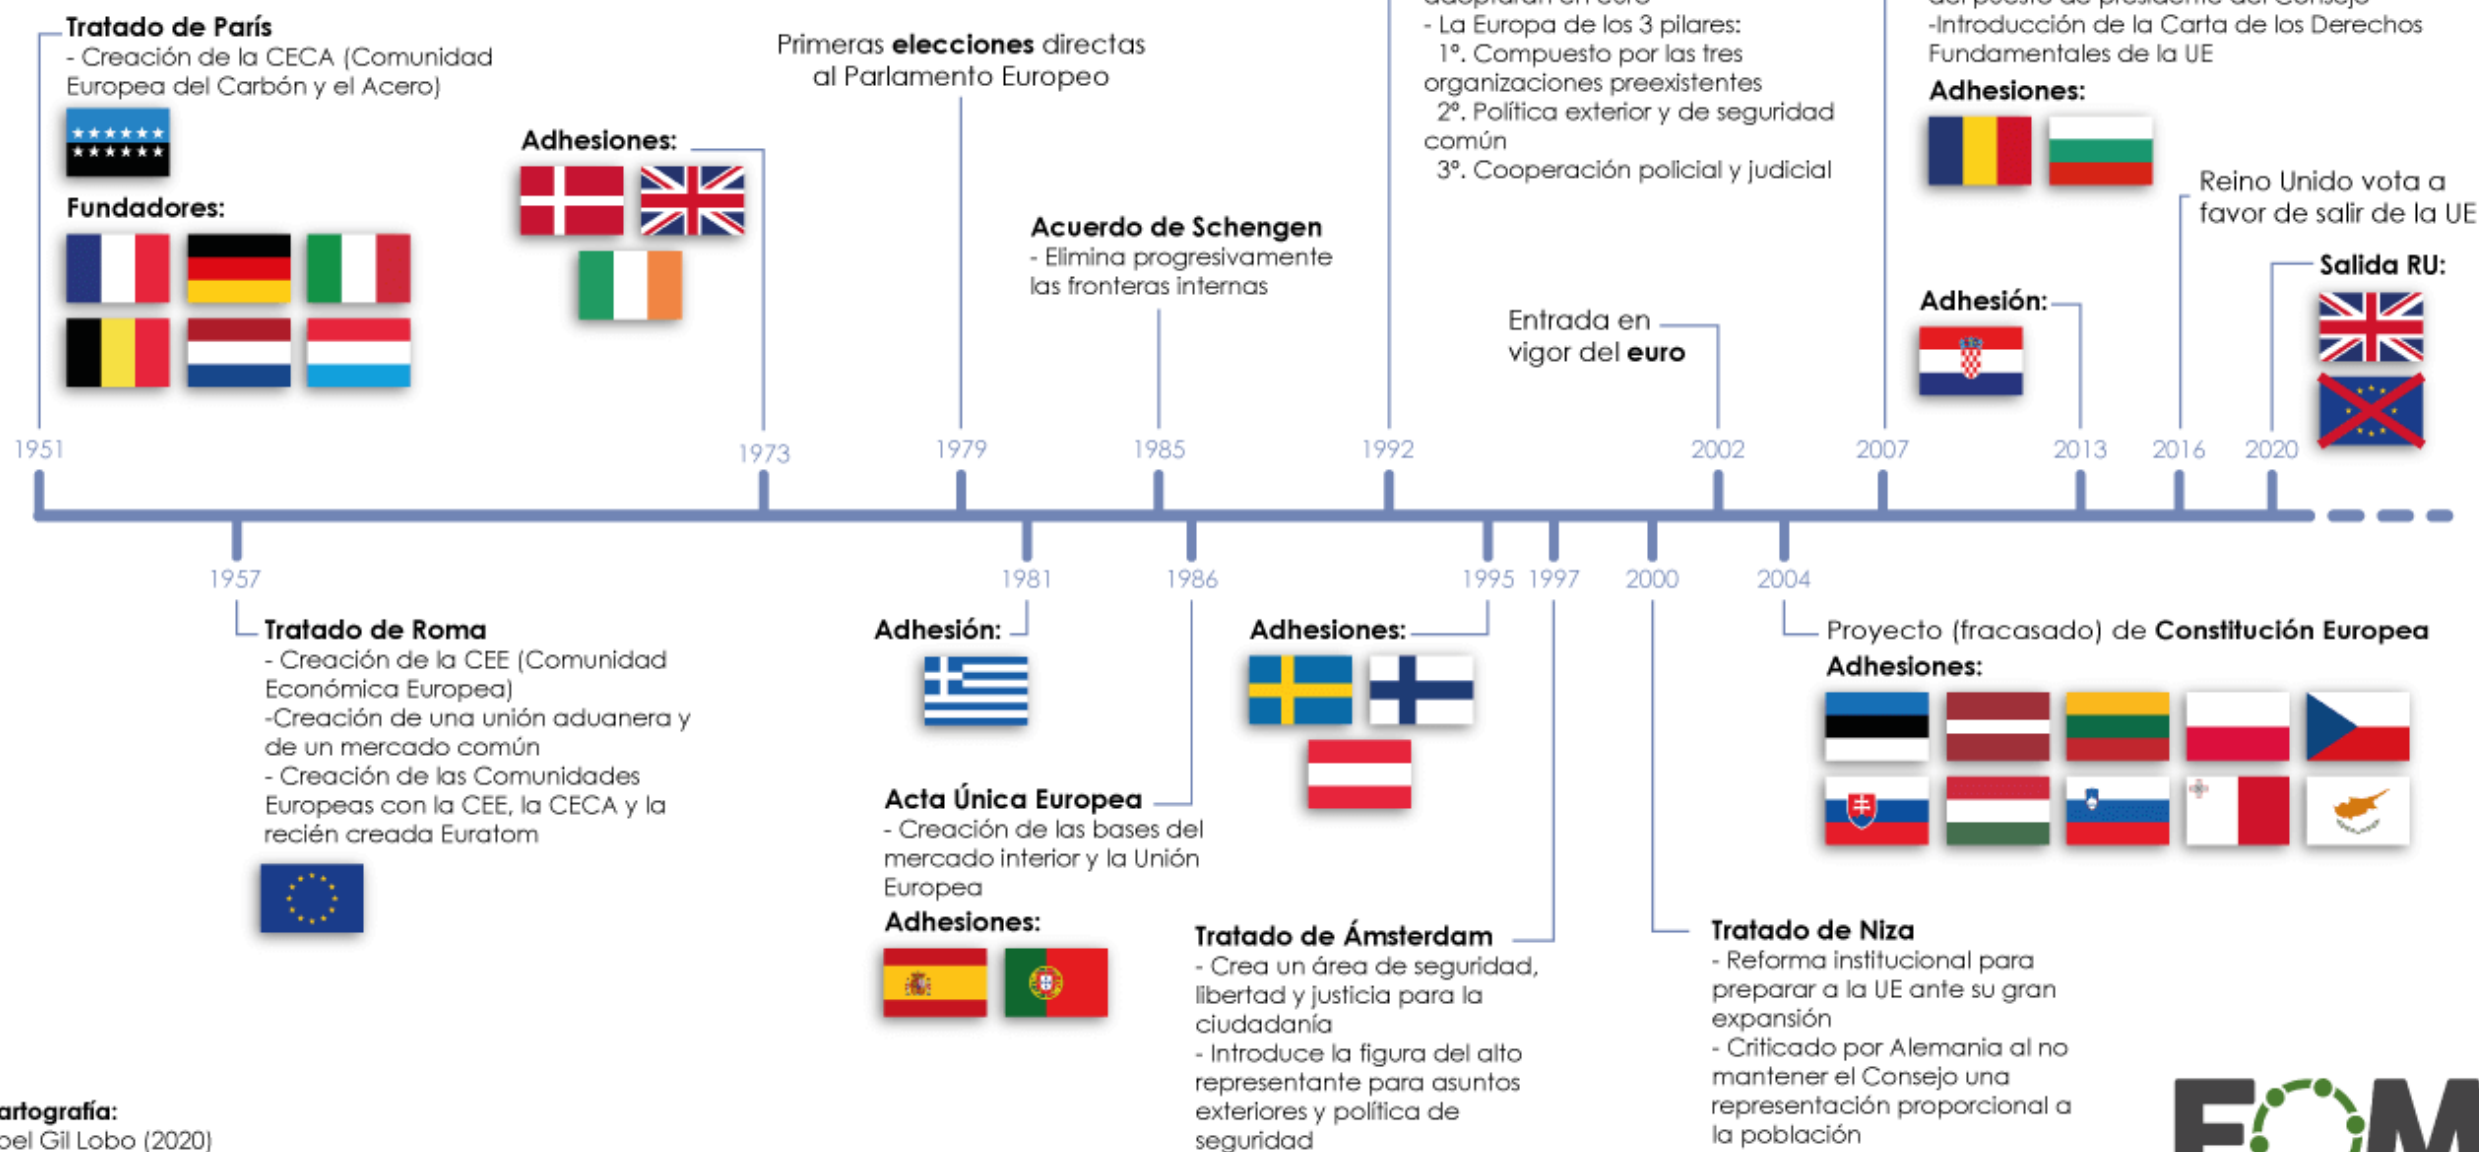 Tratado de París
- Creación de la CECA (Comunidad
Europea del Carbón y el Acero)
Fundadores:
Adhesiones:
Primeras elecciones directas
al Parlamento Europeo
Acuerdo de Schengen
- Elimina progresivamente
las fronteras internas
- La Europa de los 3 pilares:
1º. Compuesto por las tres
organizaciones preexistentes
2º. Política exterior y de seguridad
común
3º. Cooperación policial y judicial
Entrada en
vigor del euro
del puesto de presidente del Consejo
-Introducción de la Carta de los Derechos
Fundamentales de la UE
Adhesiones:
Adhesión:
Reino Unido vota a
favor de salir de la UE
Salida RU:
1951
1973
1979
1985
1992
2002
2007
2013
2016
2020
1957
1981
1986
1995
1997
2000
2004
Tratado de Roma
- Creación de la CEE (Comunidad
Económica Europea)
-Creación de una unión aduanera y
de un mercado común
- Creación de las Comunidades
Europeas con la CEE, la CECA y la
recién creada Euratom
Adhesión:
Acta Única Europea
- Creación de las bases del
mercado interior y la Unión
Europea
Adhesiones:
Adhesiones:
Tratado de Ámsterdam
- Crea un área de seguridad,
libertad y justicia para la
ciudadanía
- Introduce la figura del alto
representante para asuntos
exteriores y política de
seguridad
Tratado de Niza
- Reforma institucional para
preparar a la UE ante su gran
expansión
- Criticado por Alemania al no
mantener el Consejo una
representación proporcional a
la población
Proyecto (fracasado) de Constitución Europea
Adhesiones:
artografía:
Gil Lobo (2020)
EOM